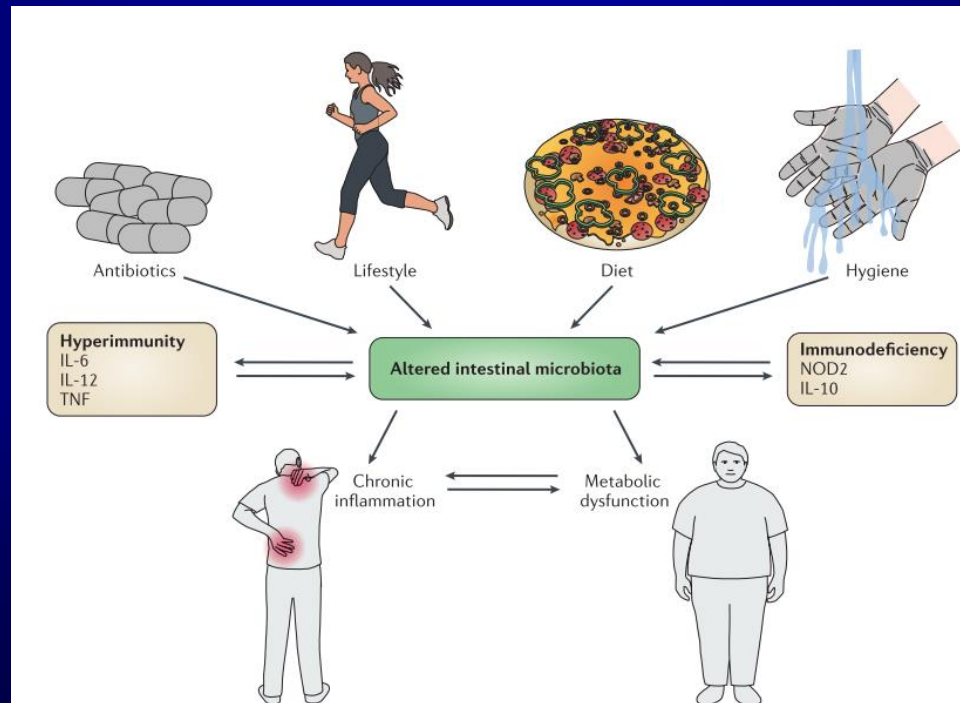 Antibiotics
Lifestyle
Diet
Hygiene
Hyperimmunity
IL-6
IL-12
TNF
Altered intestinal microbiota
Immunodeficiency
NOD2
IL-10
Chronic
inflammation
Metabolic
dysfunction